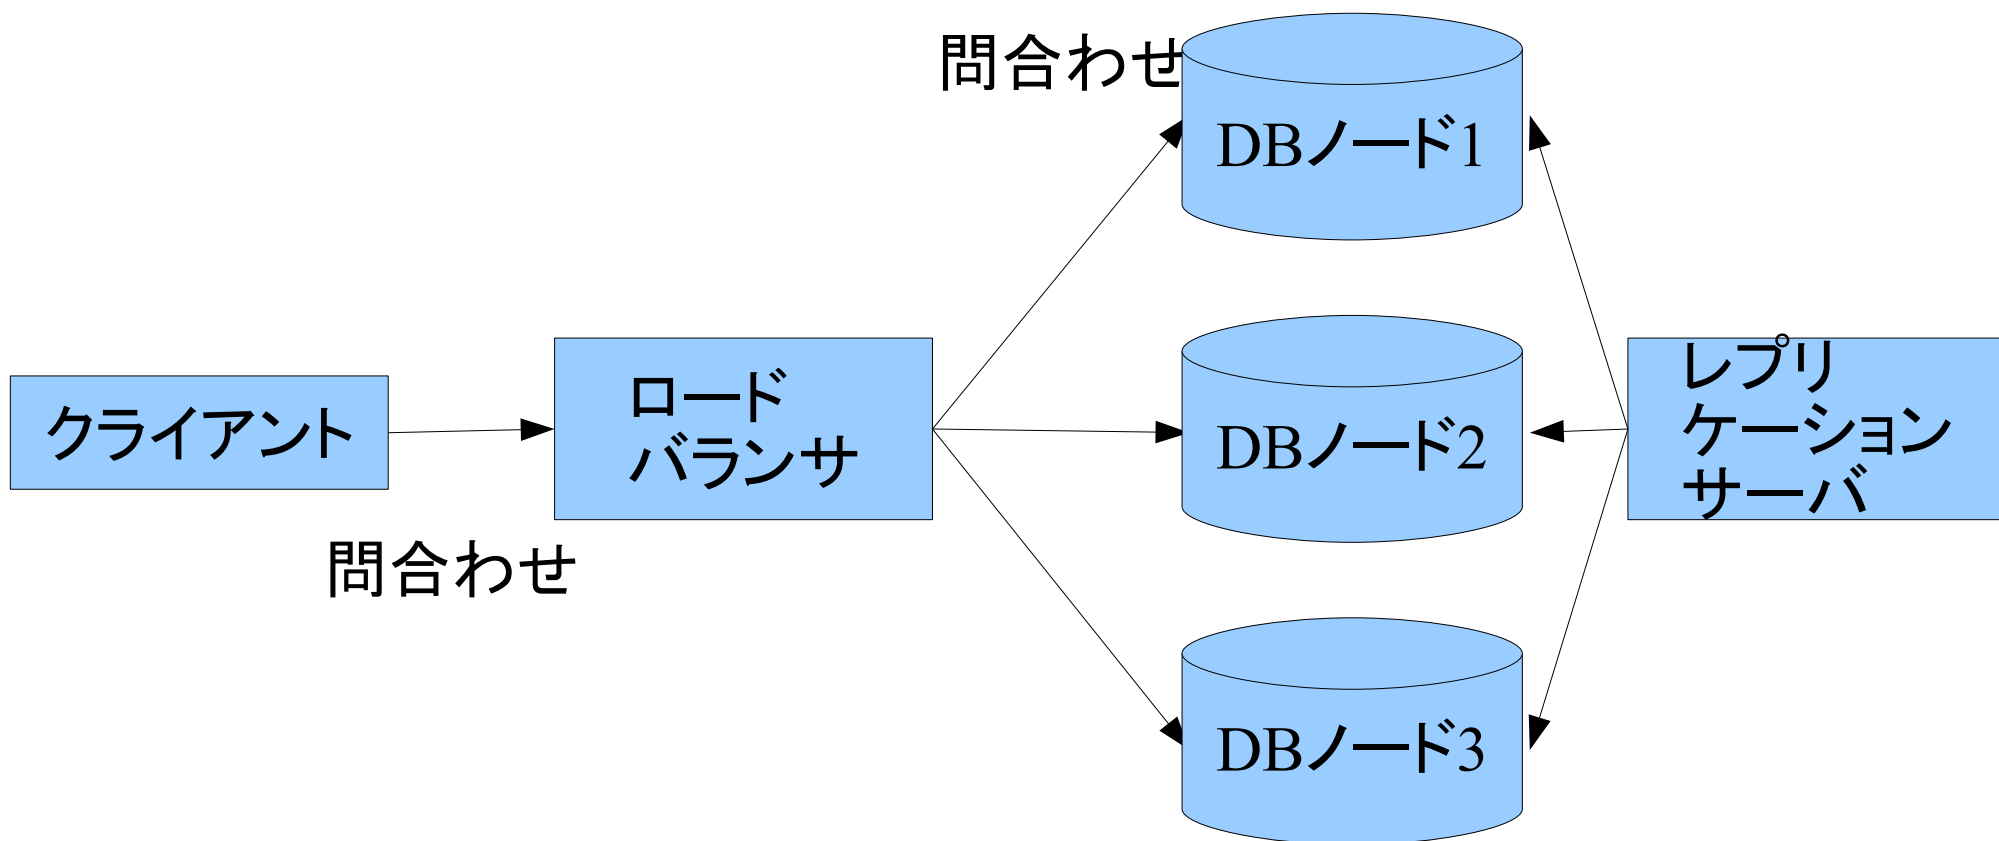 問合わせ
DBノード1
クライアント
ロード
バランサ
問合わせ
DBノード2
レプリ
ケーション
サーバ
DBノード3